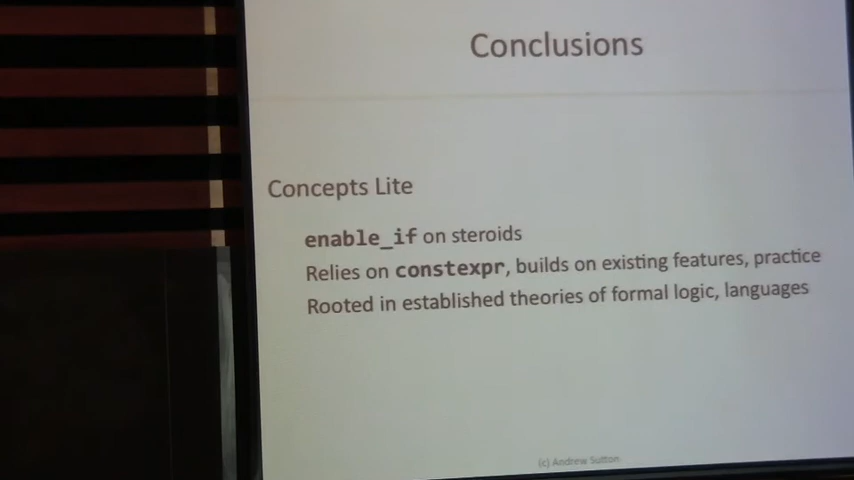 Conclusions
Concepts Lite
enable_if on steroids
Relies on constexpr, builds on existing features, practice
Rooted in established theories of formal logic, languages
(c) Andrew Sutton